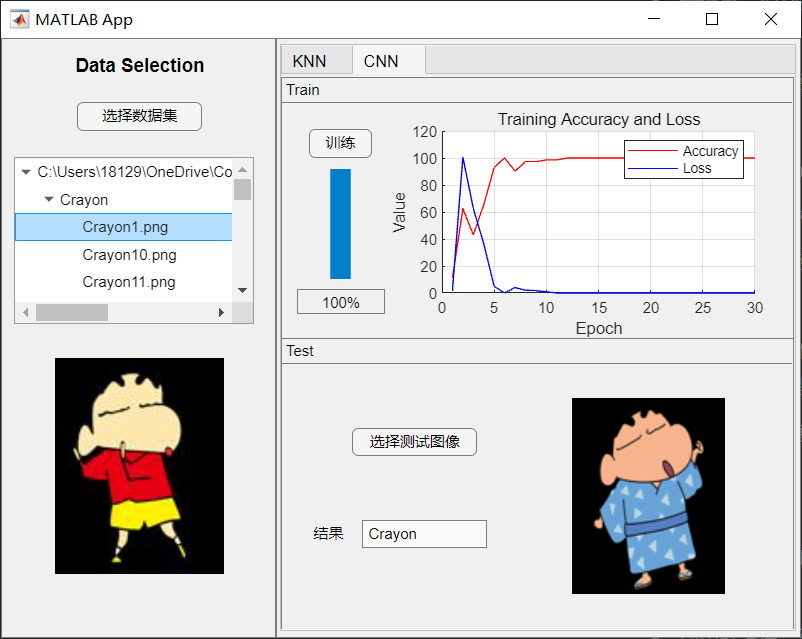 MATLAB App
Data Selection
选择数据集
C:\Users\18129\OneDrive\Co
Crayon
Crayon1.png
Crayon10.png
Crayon11.png
KNN
CNN
Train
训练
100%
Training Accuracy and Loss
120
100
80
60
40
20
0
Value
Accuracy
Loss
0 5 10 15 20 25 30
Epoch
Test
选择测试图像
结果 Crayon